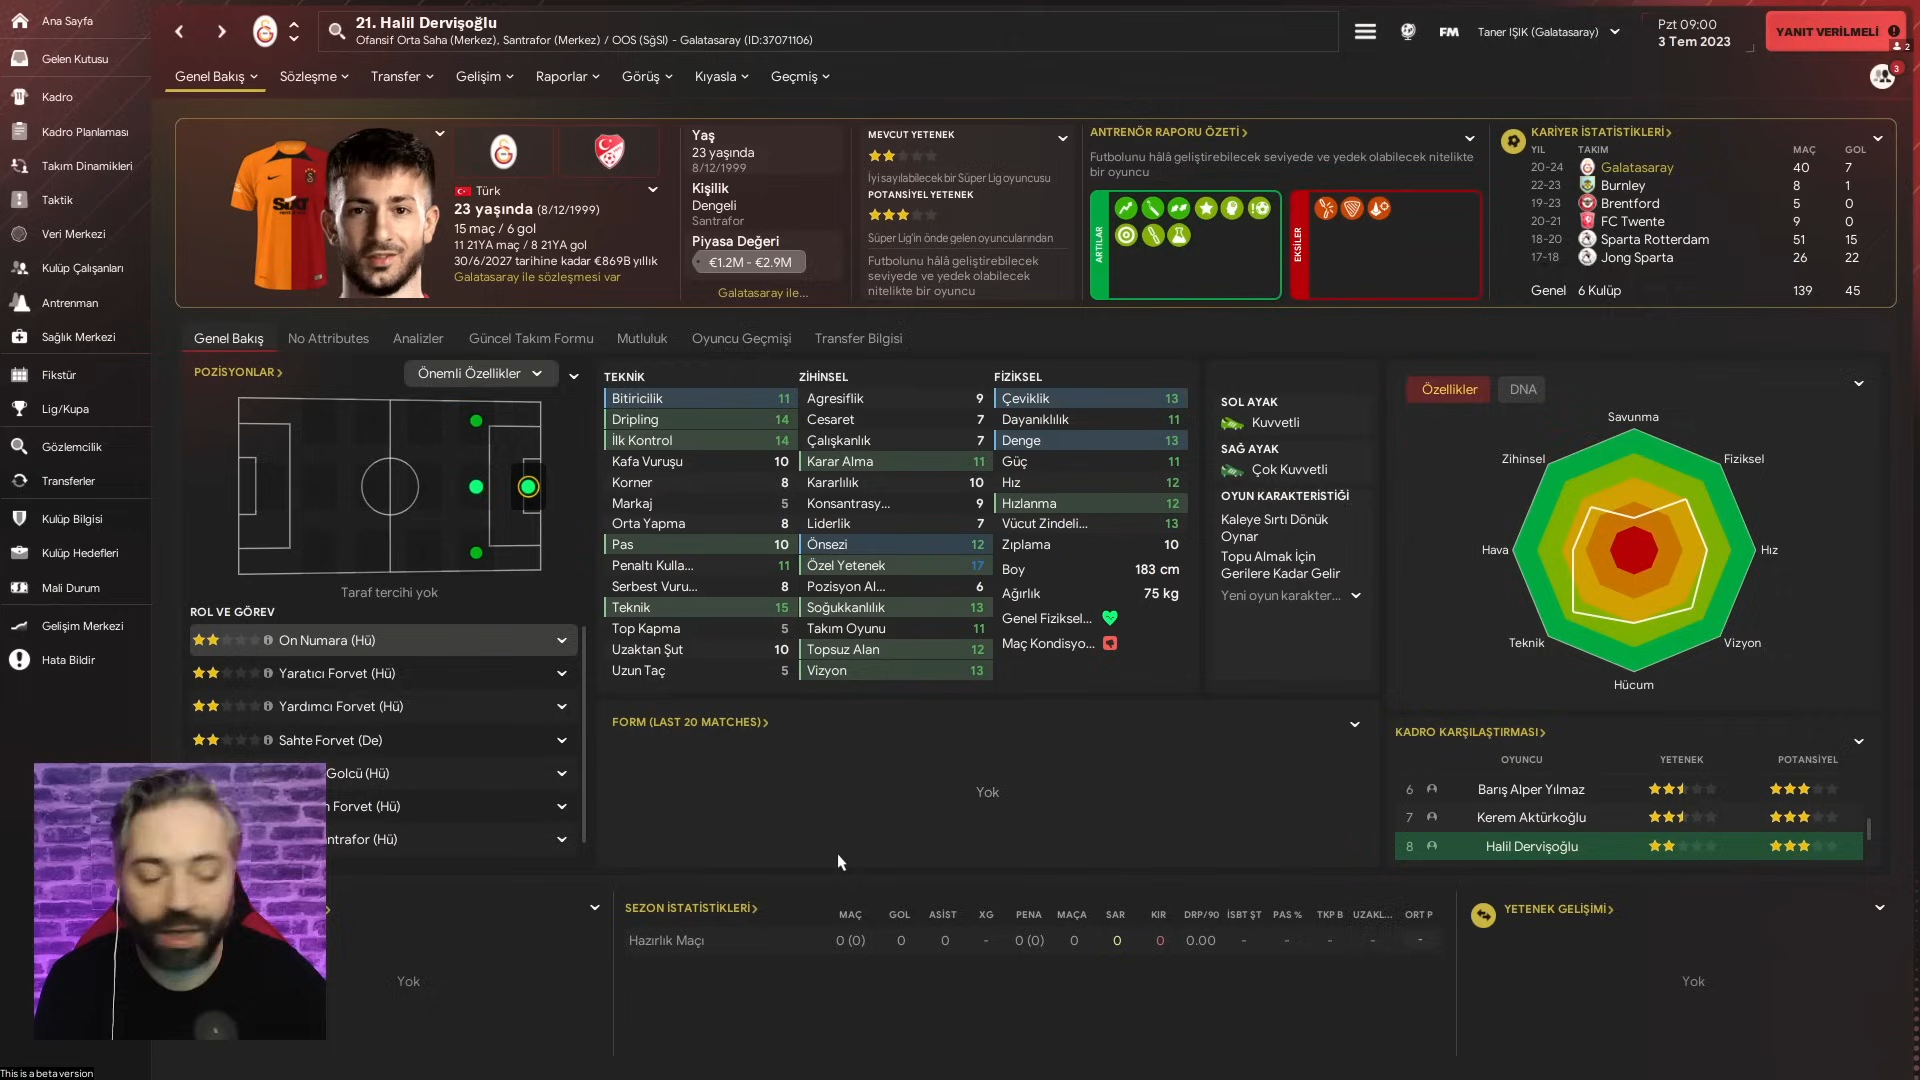 Ana Sayfa
Gelen Kutusu
Kadro
Kadro Planlaması
Takım Dinamikleri
Taktik
Veri Merkezi
Kulüp Çalışanları
Antrenman
Sağlık Merkezi
Fikstür
Lig/Kupa
Gözlemcilik
Transferler
Kulüp Bilgisi
Kulüp Hedefleri
Mali Durum
Gelişim Merkezi
Hata Bildir
21. Halil Dervişoğlu
Ofansif Orta Saha (Merkez), Santrafor (Merkez) / OOS (SğSl) - Galatasaray (ID:37071106)
FM
Taner IŞIK (Galatasaray)
Pzt 09:00
3 Tem 2023
YANIT VERİLMELİ
2
3
Genel Bakış
Sözleşme
Transfer
Gelişim
Raporlar
Görüş
Kıyasla
Geçmiş
SiXT
Türk
23 yaşında (8/12/1999)
15 maç / 6 gol
11 21YA maç / 8 21YA gol
30/6/2027 tarihine kadar €869B yıllık
Galatasaray ile sözleşmesi var
Yaş
23 yaşında
8/12/1999
Kişilik
Dengeli
Santrafor
Piyasa Değeri
€1.2M - €2.9M
Galatasaray ile...
MEVCUT YETENEK
İyi sayılabilecek bir Süper Lig oyuncusu
POTANSİYEL YETENEK
Süper Lig'in önde gelen oyuncularından
Futbolunu hâlâ geliştirebilecek
seviyede ve yedek olabilecek
nitelikte bir oyuncu
ANTRENÖR RAPORU ÖZETİ
Futbolunu hâlâ geliştirebilecek seviyede ve yedek olabilecek nitelikte
bir oyuncu
ARTILAR
EKSİLER
KARİYER İSTATİSTİKLERİ
YIL TAKIM MAÇ GOL
20-24 Galatasaray 40 7
22-23 Burnley 8 1
19-23 Brentford 5 0
20-21 FC Twente 9 0
18-20 Sparta Rotterdam 51 15
17-18 Jong Sparta 26 22
Genel 6 Kulüp 139 45
Genel Bakış
No Attributes
Analizler
Güncel Takım Formu
Mutluluk
Oyuncu Geçmişi
Transfer Bilgisi
POZİSYONLAR
Önemli Özellikler
Taraf tercihi yok
ROL VE GÖREV
On Numara (Hü)
Yaratıcı Forvet (Hü)
Yardımcı Forvet (Hü)
Sahte Forvet (De)
Golcü (Hü)
n Forvet (Hü)
ntrafor (Hü)
TEKNİK
Bitiricilik 11
Dripling 14
İlk Kontrol 14
Kafa Vuruşu 10
Korner 8
Markaj 5
Orta Yapma 8
Pas 10
Penaltı Kulla... 11
Serbest Vuru... 8
Teknik 15
Top Kapma 5
Uzaktan Şut 10
Uzun Taç 5
ZİHİNSEL
Agresiflik 9
Cesaret 7
Çalışkanlık 7
Karar Alma 11
Kararlılık 10
Konsantrasy... 9
Liderlik 7
Önsezi 12
Özel Yetenek 17
Pozisyon Al... 6
Soğukkanlılık 13
Takım Oyunu 11
Topsuz Alan 12
Vizyon 13
FİZİKSEL
Çeviklik 13
Dayanıklılık 11
Denge 13
Güç 11
Hız 12
Hızlanma 12
Vücut Zindeli... 13
Zıplama 10
Boy 183 cm
Ağırlık 75 kg
Genel Fiziksel...
Maç Kondisyo...
SOL AYAK
Kuvvetli
SAĞ AYAK
Çok Kuvvetli
OYUN KARAKTERİSTİĞİ
Kaleye Sırtı Dönük
Oynar
Topu Almak İçin
Gerilere Kadar Gelir
Yeni oyun karakter...
Özellikler
DNA
Savunma
Zihinsel
Fiziksel
Hava
Hız
Teknik
Vizyon
Hücum
FORM (LAST 20 MATCHES)
Yok
KADRO KARŞILAŞTIRMASI
OYUNCU YETENEK POTANSİYEL
6 Barış Alper Yılmaz
7 Kerem Aktürkoğlu
8 Halil Dervişoğlu
Yok
SEZON İSTATİSTİKLERİ
MAÇ GOL ASİST XG PENA MAÇA SAR KIR DRP/90 İSBT ŞT PAS % TKP B UZAKL... ORT P
Hazırlık Maçı 0 (0) 0 0 - 0 (0) 0 0 0 0.00 - - - - -
YETENEK GELİŞİMİ
Yok
This is a beta version